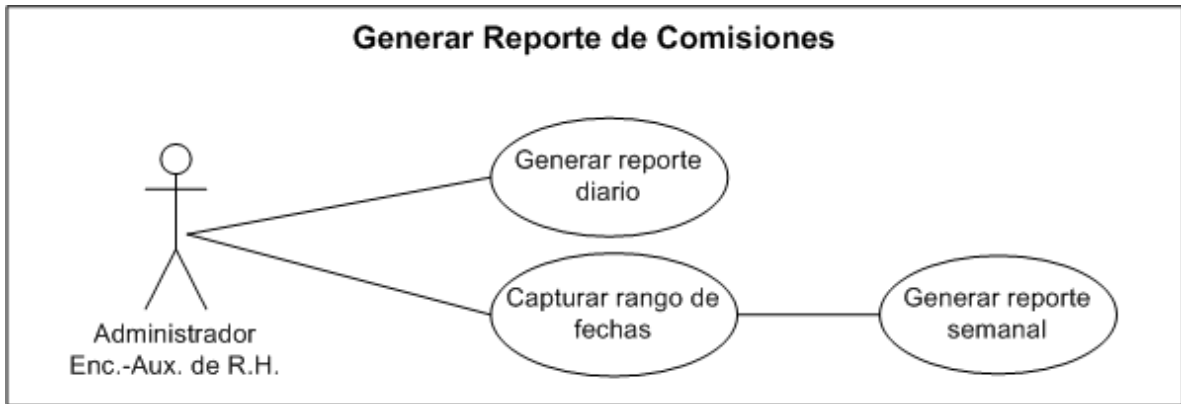 Generar Reporte de Comisiones
Generar reporte
diario
Capturar rango de
fechas
Generar reporte
semanal
Administrador
Enc.-Aux. de R.H.